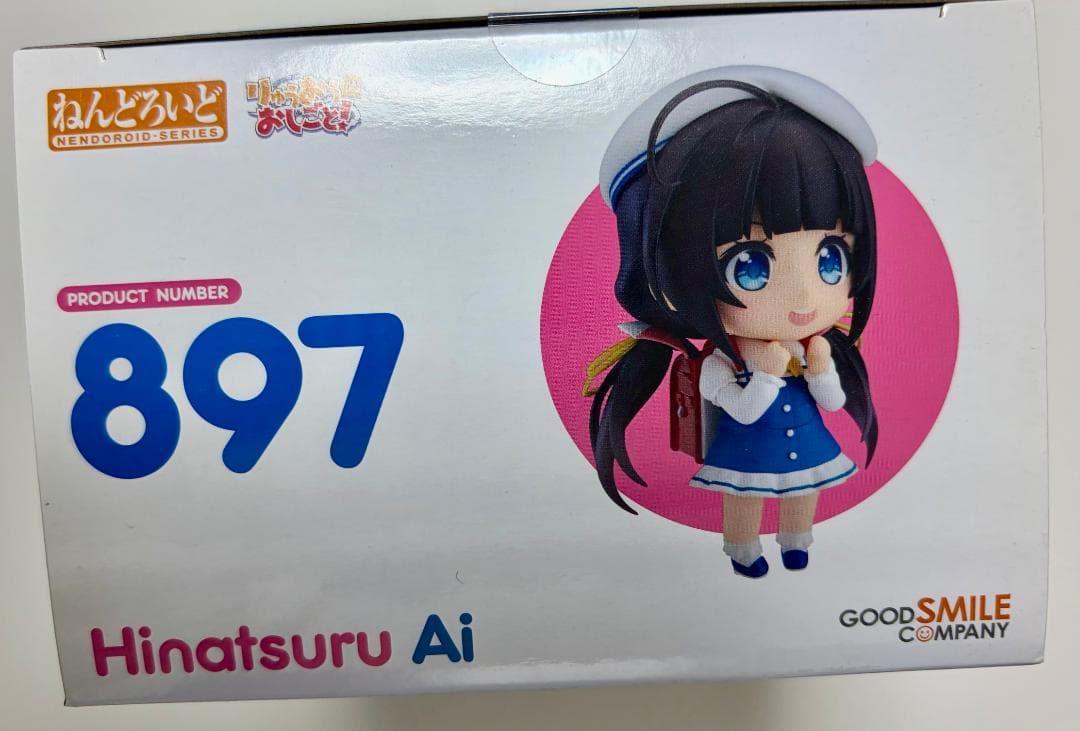 ねんどろいど
NENDOROID-SERIES
りゅうおうの
おしごと!
PRODUCT NUMBER
897
Hinatsuru Ai
GOOD SMILE
COMPANY